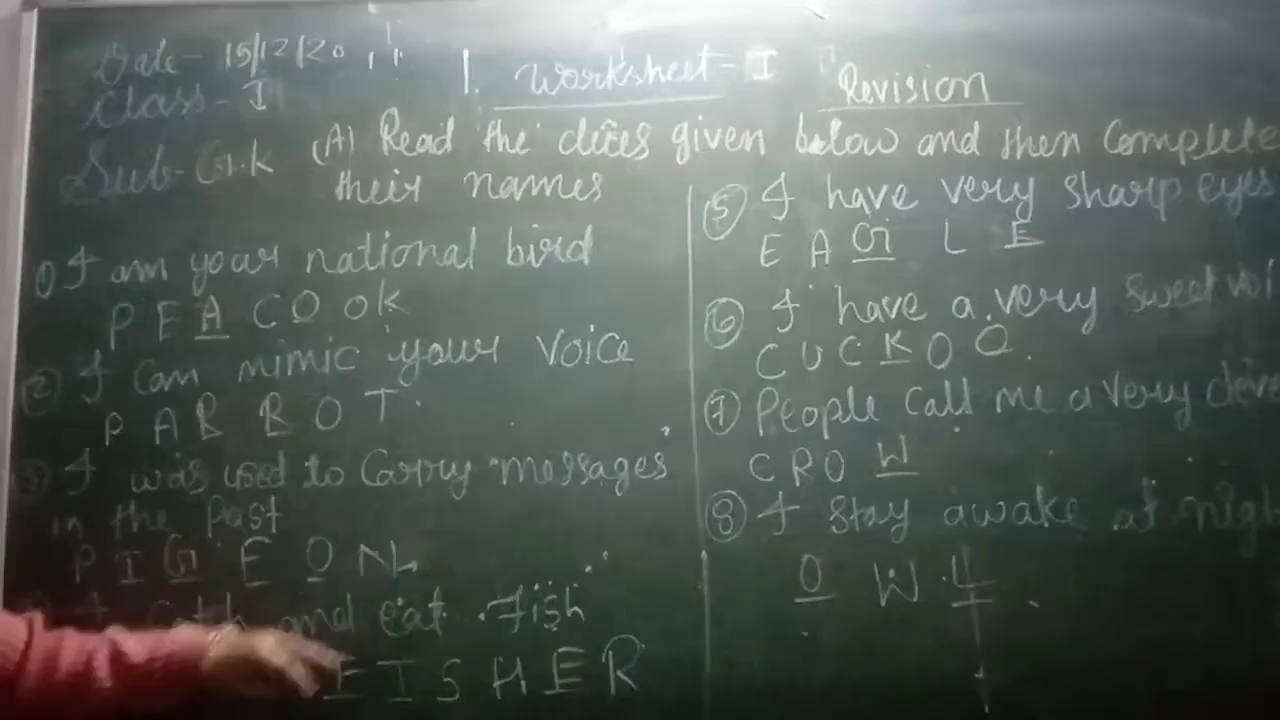 Date- 15/12/20
Class- I
Sub- G.K
1. Worksheet- I Revision
(A) Read the clues given below and then Complete
their names
1) I am your national bird
P E A C O ok
2 I Can mimic your Voice
P A R R O T.
3 I was used to Carry messages
in the Past
P I G E O N
I Catch and eat fish
F I S H E R
5 I have very sharp eyes
E A G L E
6 I have a very sweet voi
C U C K O O.
7 People call me a very cleve
C R O W
8 I stay awake at nigh
O W L